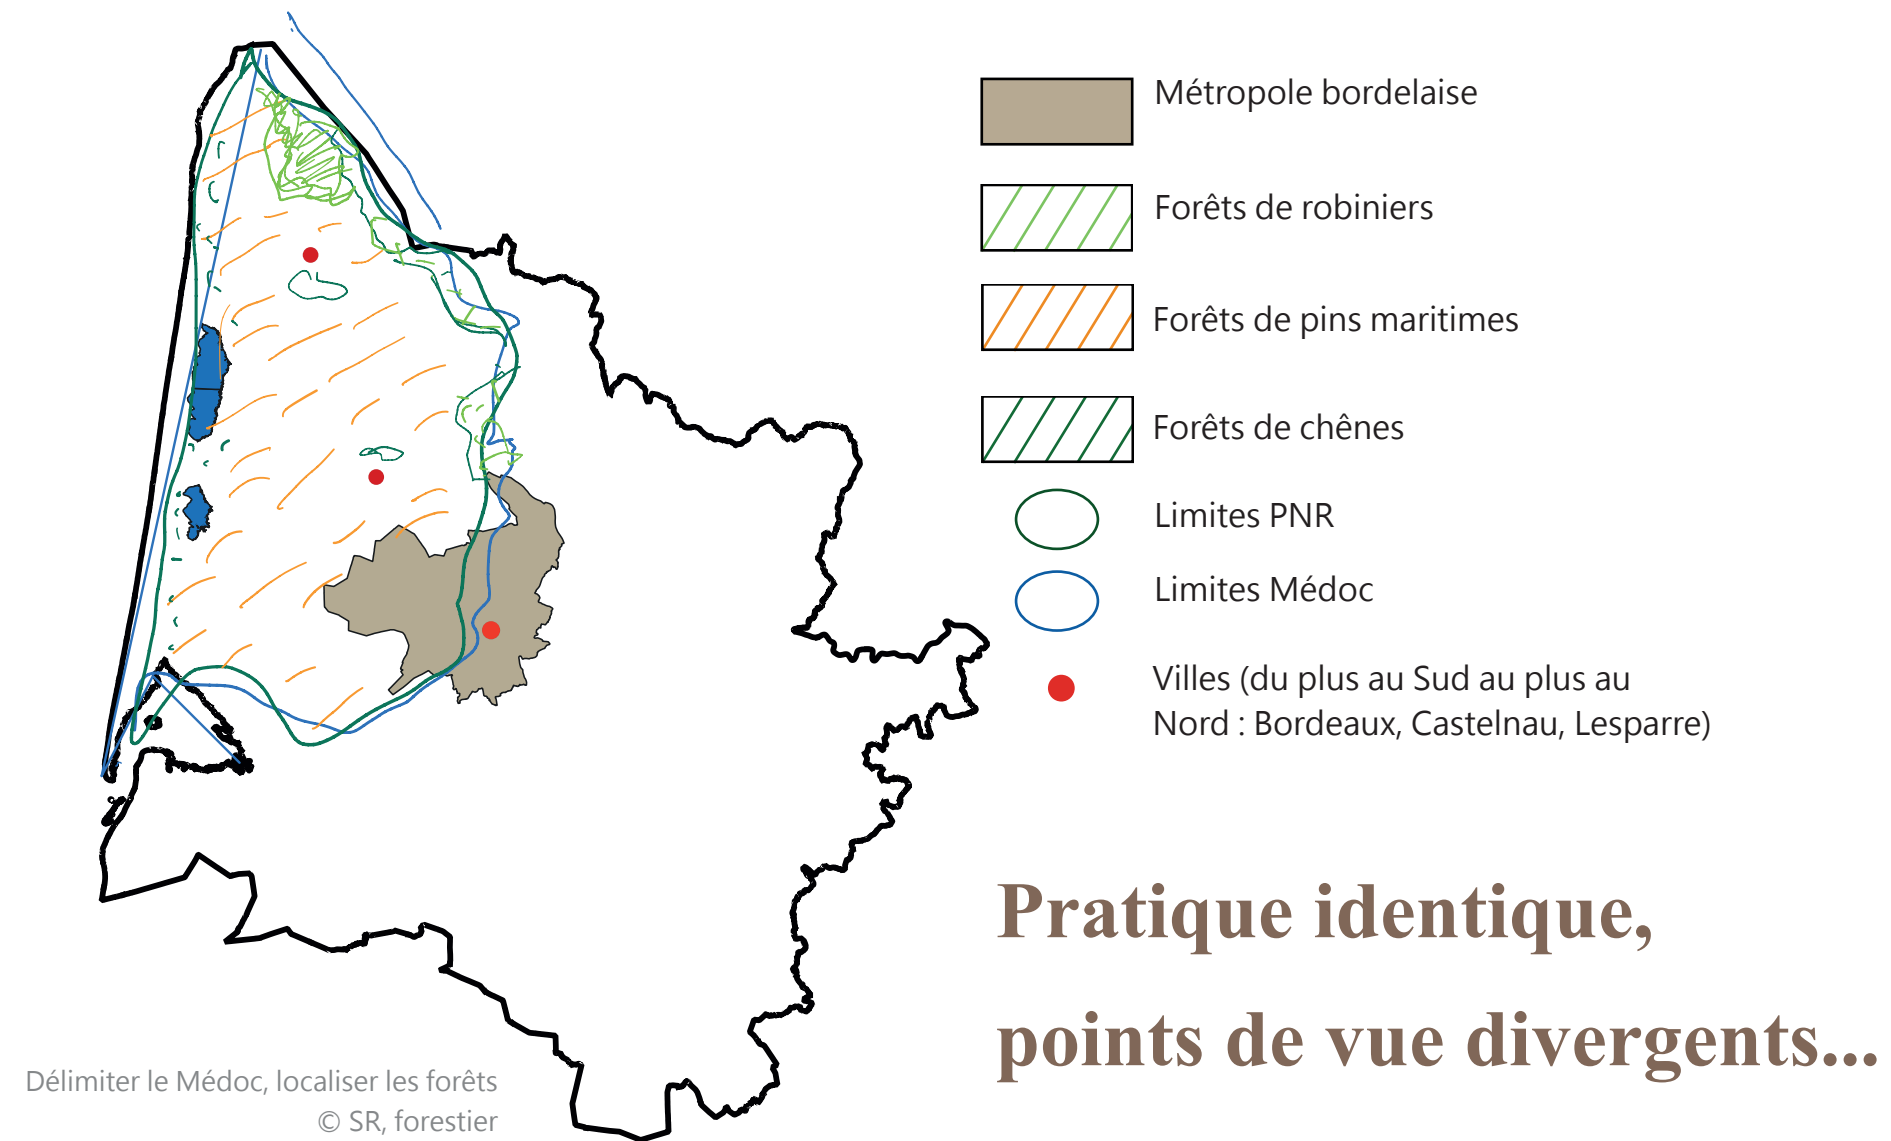 Métropole bordelaise
Forêts de robiniers
Forêts de pins maritimes
Forêts de chênes
Limites PNR
Limites Médoc
Villes (du plus au Sud au plus au
Nord : Bordeaux, Castelnau, Lesparre)
Pratique identique,
points de vue divergents...
Délimiter le Médoc, localiser les forêts
© SR, forestier